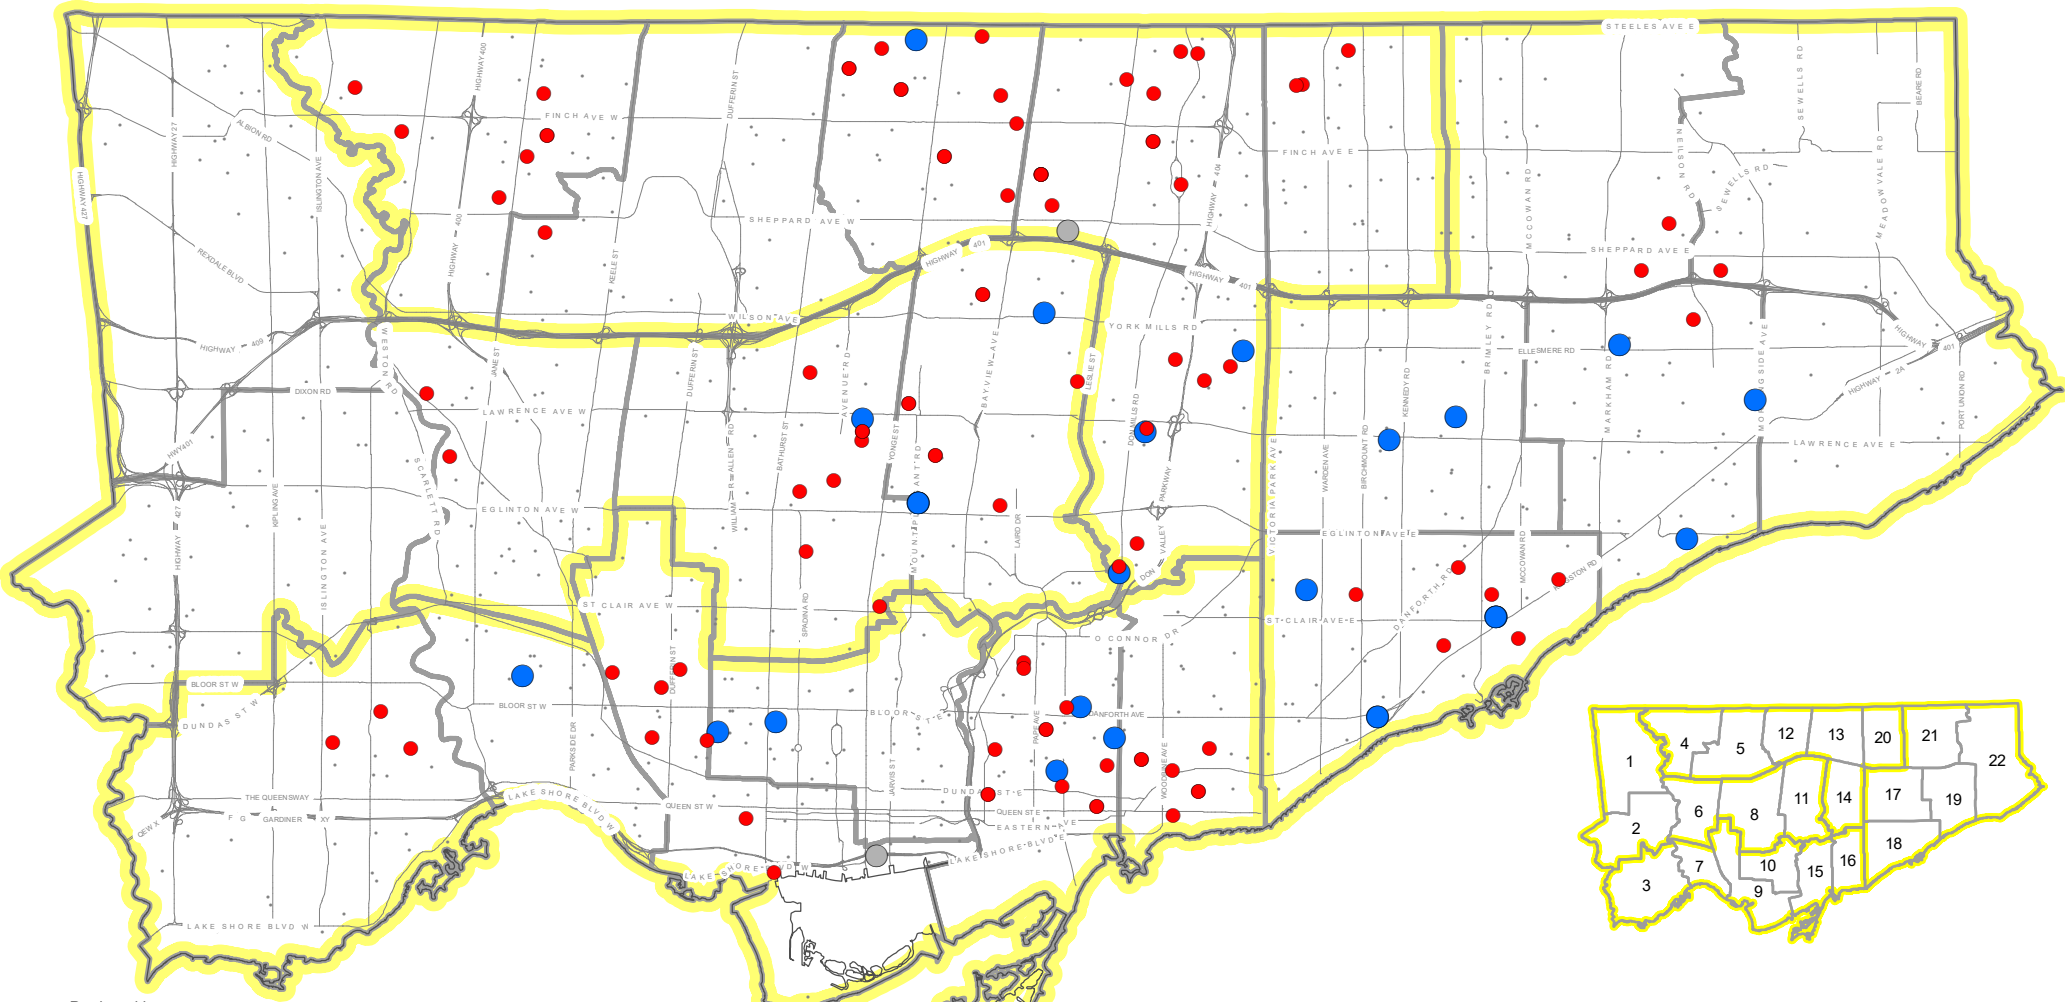 STEELES AVE E
HIGHWAY 400
DUFFERIN ST
SEWELLS RD
BEARE RD
FINCH AVE W
ALBION RD
HIGHWAY 27
ISLINGTON AVE
FINCH AVE E
NEILSON RD
MCCOWAN RD
SEWELLS RD
MEADOWVALE RD
HIGHWAY 404
HIGHWAY 427
SHEPPARD AVE W
HIGHWAY 400
KEELE ST
REXDALE BLVD
HIGHWAY 401
SHEPPARD AVE E
HIGHWAY 401
WILSON AVE
YORK MILLS RD
HIGHWAY 401
HIGHWAY 409
WESTON RD
JANE ST
DUFFERIN ST
AVENUE RD
BAYVIEW AVE
LESLIE ST
ELLESMERE RD
BRIMLEY RD
MARKHAM RD
MORNINGSIDE AVE
HIGHWAY 2A
PORT UNION RD
DIXON RD
LAWRENCE AVE W
KENNEDY RD
DON MILLS RD
HWY401
SCARLETT RD
WILLIAM R ALLEN RD
BATHURST ST
YONGE ST
MOUNTPLEASANT RD
VICTORIA PARK AVE
WARDEN AVE
BIRCHMOUNT RD
LAWRENCE AVE E
KIPLING AVE
EGLINTON AVE W
LAIRD DR
DON VALLEY PARKWAY
EGLINTON AVE E
MCCOWAN RD
HIGHWAY 427
ISLINGTON AVE
KINGSTON RD
DANFORTH RD
ST CLAIR AVE W
SPADINA RD
ST CLAIR AVE E
O CONNOR DR
DUFFERIN ST
BLOOR ST W
DUNDAS ST W
BLOOR ST W
BLOOR ST E
DANFORTH AVE
PAPE AVE
PARKSIDE DR
JARVIS ST
WOODBINE AVE
THE QUEENSWAY
LAKE SHORE BLVD W
QUEEN ST W
DUNDAS ST E
QUEEN ST E
EASTERN AVE
QEW X
F G GARDINER XY
LAKE SHORE BLVD E
LAKE SHORE BLVD W
LAKE SHORE BLVD W
1
2
3
4
5
6
7
8
9
10
11
12
13
14
15
16
17
18
19
20
21
22